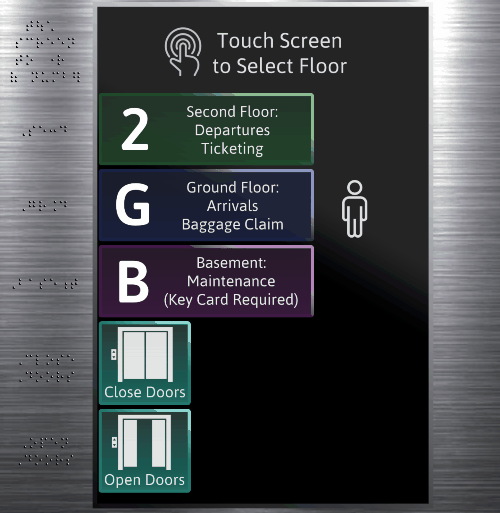 Touch Screen
to Select Floor
2
Second Floor:
Departures
Ticketing
G
Ground Floor:
Arrivals
Baggage Claim
B
Basement:
Maintenance
(Key Card Required)
Close Doors
Open Doors